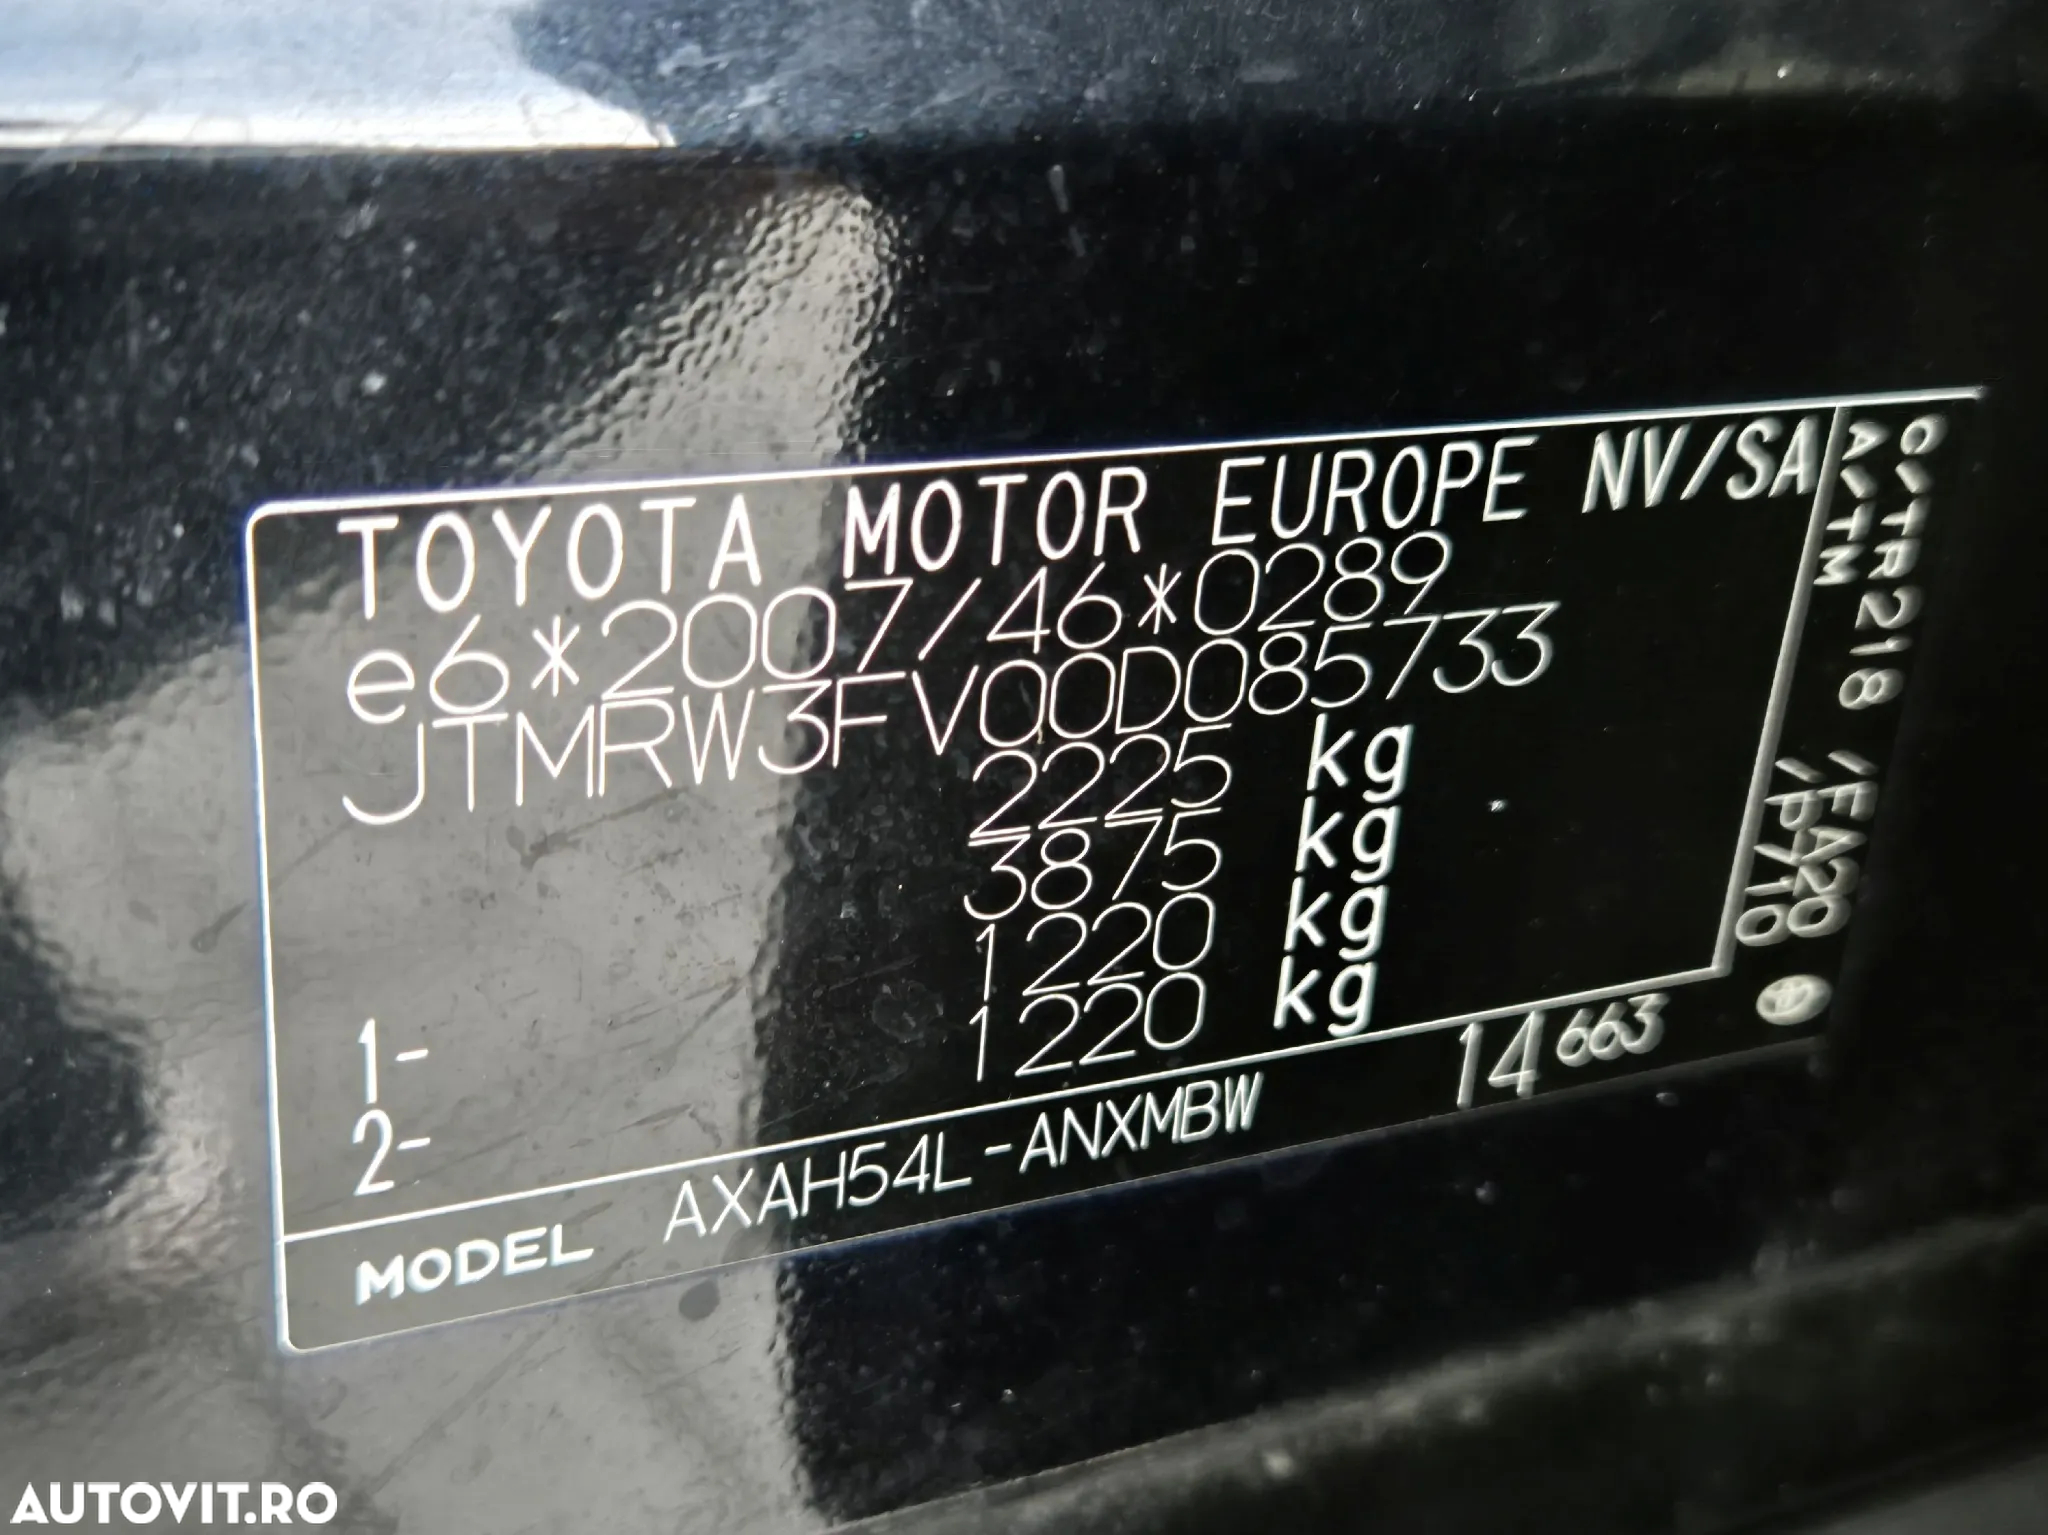 TOYOTA MOTOR EUROPE NV/SA
e6*2007/46*0289
JTMRW3FV00D085733
2225 kg
3875 kg
1- 1220 kg
2- 1220 kg
MODEL AXAH54L-ANXMBW
14 663
C/TR 218 /FA20
A/TM /P710
AUTOVIT.RO